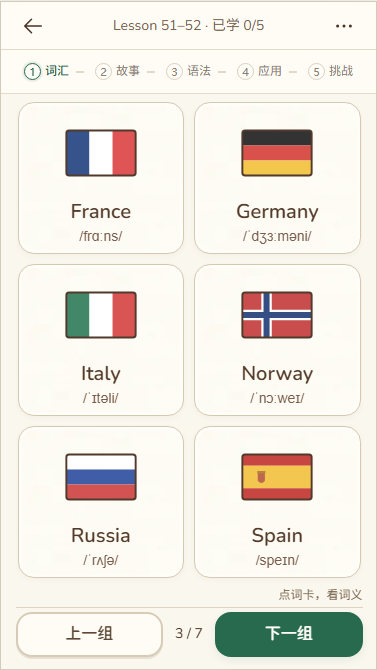 Lesson 51–52 · 已学 0/5
1 词汇 – 2 故事 – 3 语法 – 4 应用 – 5 挑战
France Germany
/frɑːns/ /ˈdʒɜːməni/
Italy Norway
/ˈɪtəli/ /ˈnɔːweɪ/
Russia Spain
/ˈrʌʃə/ /speɪn/
点词卡，看词义
上一组 3 / 7 下一组